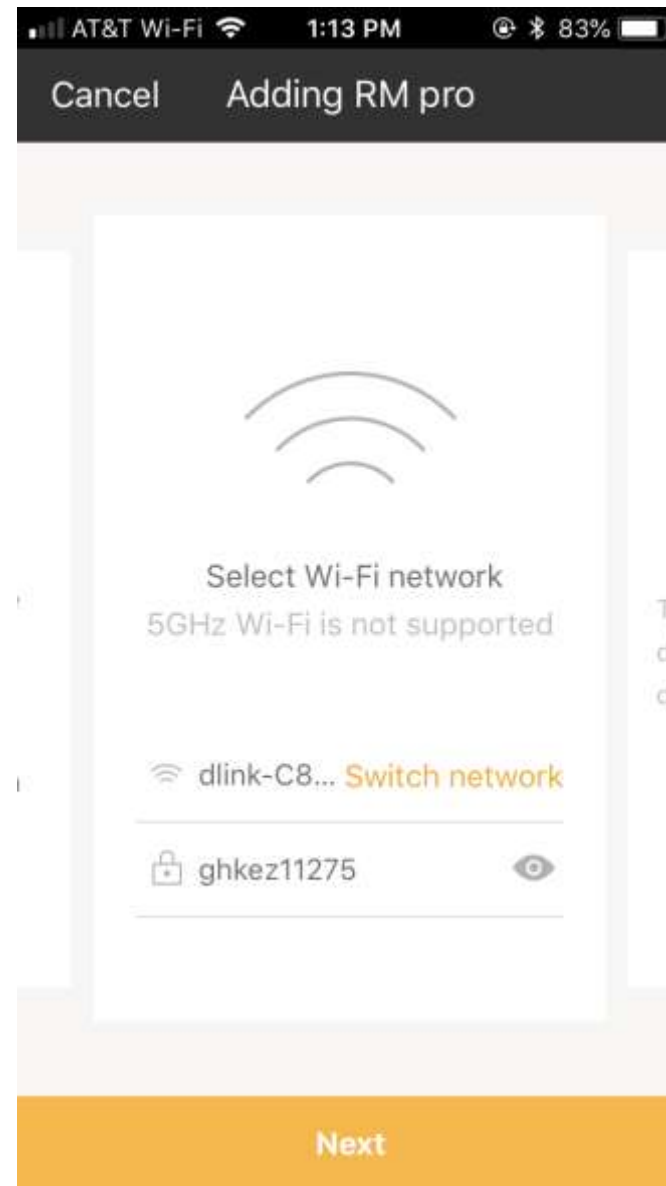 AT&T Wi-Fi 1:13 PM 83%
Cancel Adding RM pro
Select Wi-Fi network
5GHz Wi-Fi is not supported
dlink-C8... Switch network
ghkez11275
Next